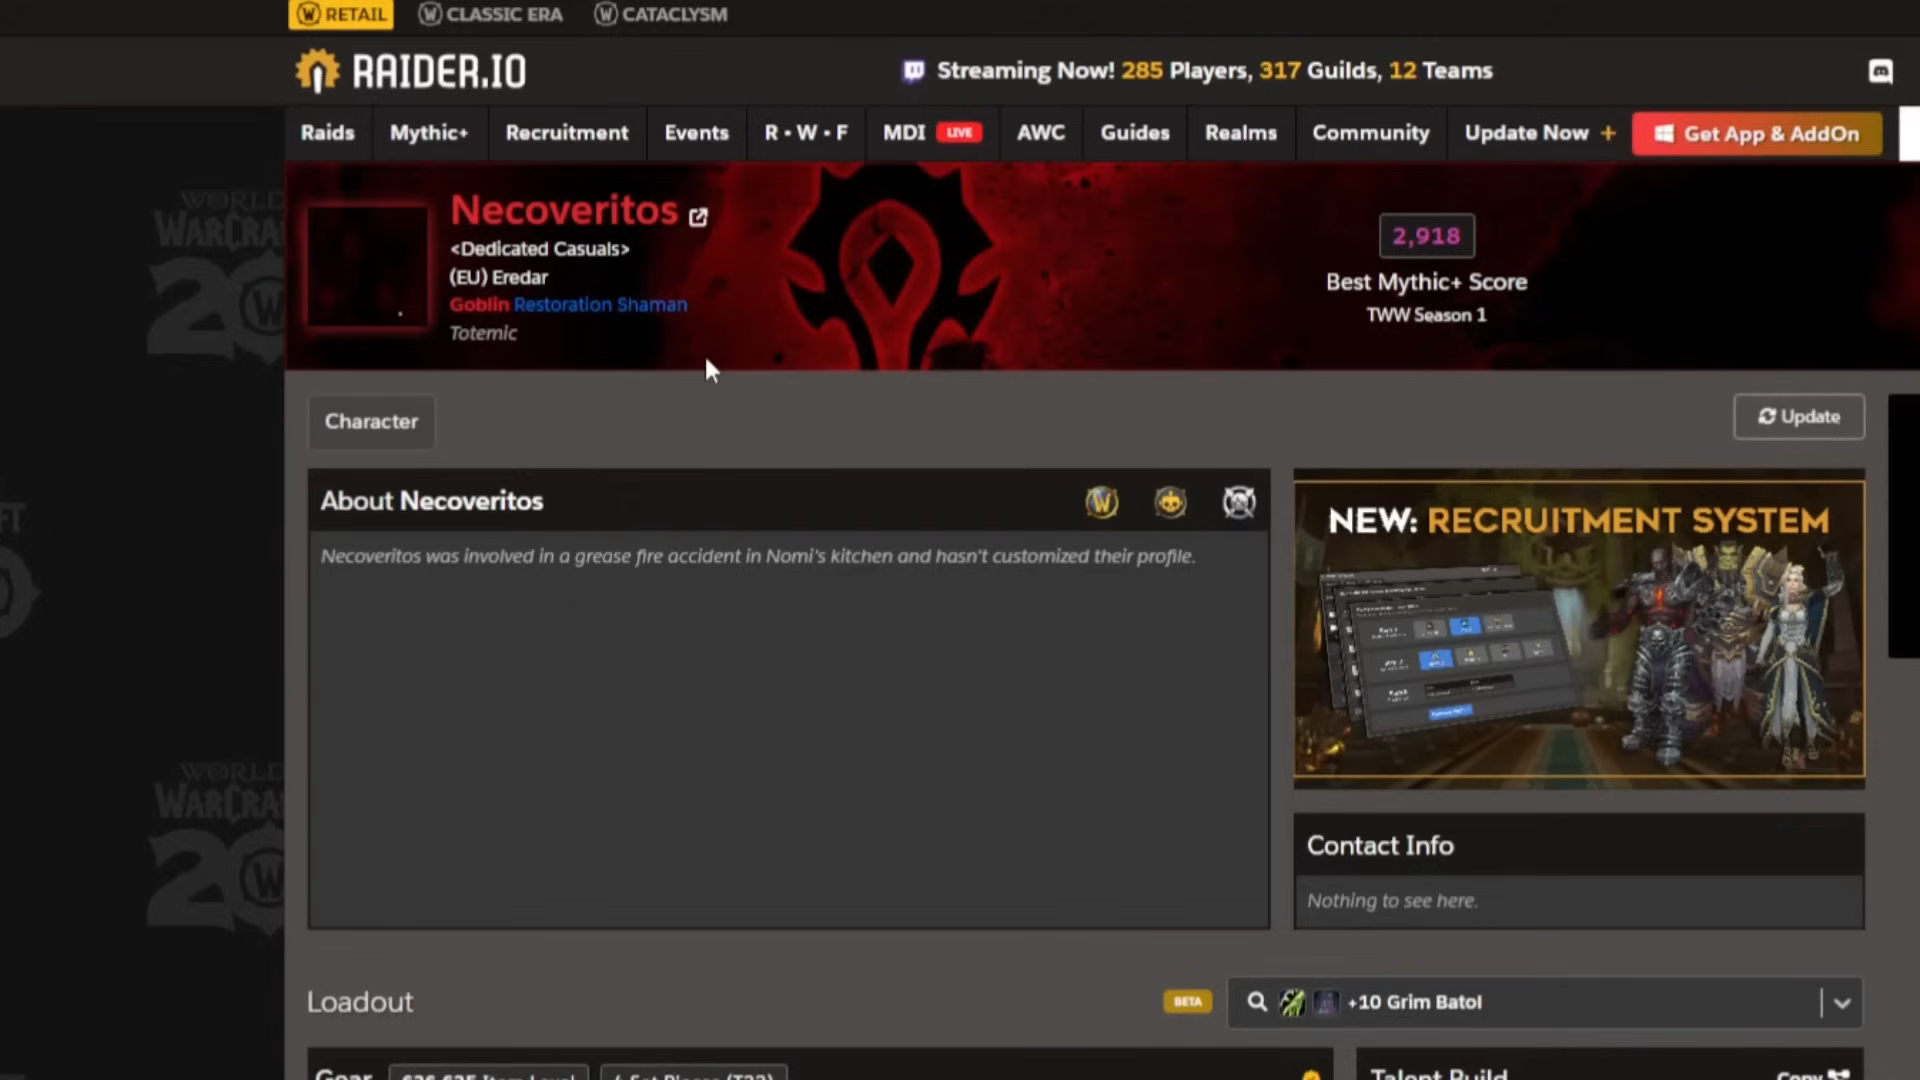 RETAIL
CLASSIC ERA
CATACLYSM
RAIDER.IO
Streaming Now! 285 Players, 317 Guilds, 12 Teams
Raids
Mythic+
Recruitment
Events
R • W • F
MDI LIVE
AWC
Guides
Realms
Community
Update Now +
Get App & AddOn
Necoveritos
<Dedicated Casuals>
(EU) Eredar
Goblin Restoration Shaman
Totemic
2,918
Best Mythic+ Score
TWW Season 1
Character
Update
About Necoveritos
Necoveritos was involved in a grease fire accident in Nomi's kitchen and hasn't customized their profile.
NEW: RECRUITMENT SYSTEM
Contact Info
Nothing to see here.
Loadout
BETA
+10 Grim Batol
Gear
Item Level
Talent Build
Copy